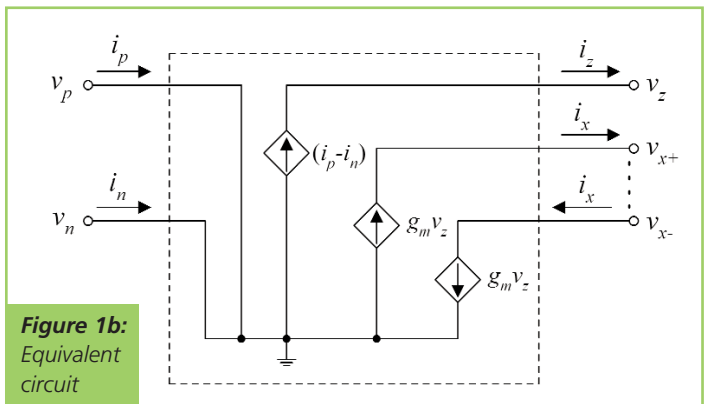 i_p
v_p
i_z
v_z
(i_p-i_n)
i_x
v_x+
i_n
v_n
g_m v_z
i_x
v_x-
g_m v_z
Figure 1b:
Equivalent
circuit